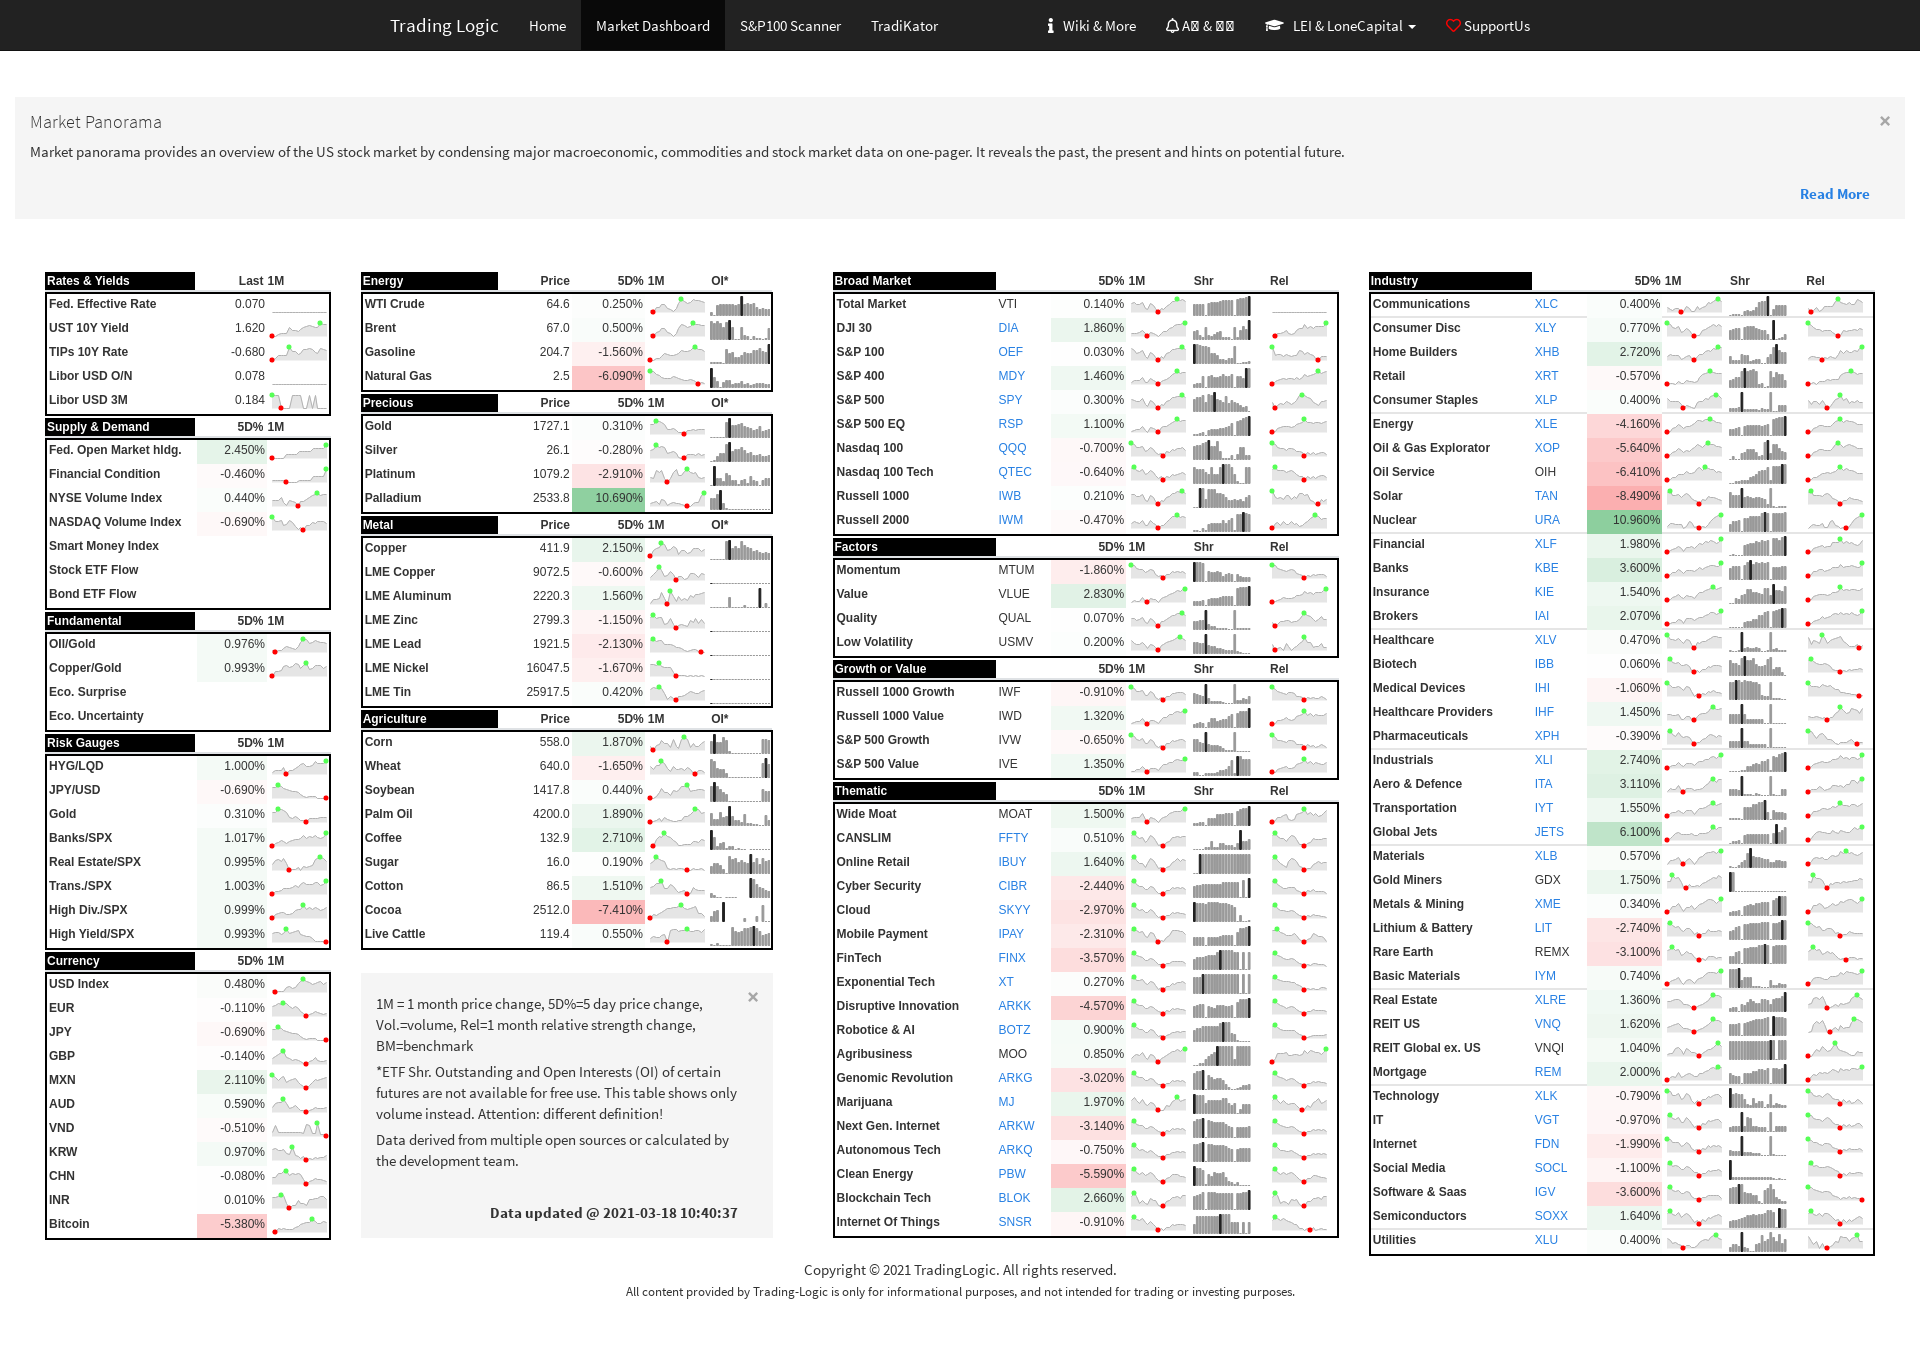 Trading Logic Home Market Dashboard S&P100 Scanner TradiKator Wiki & More LEI & LoneCapital SupportUs
Market Panorama ×
Market panorama provides an overview of the US stock market by condensing major macroeconomic, commodities and stock market data on one-pager. It reveals the past, the present and hints on potential future.
Read More
Rates & Yields Last 1M
Fed. Effective Rate 0.070
UST 10Y Yield 1.620
TIPs 10Y Rate -0.680
Libor USD O/N 0.078
Libor USD 3M 0.184
Supply & Demand 5D% 1M
Fed. Open Market hldg. 2.450%
Financial Condition -0.460%
NYSE Volume Index 0.440%
NASDAQ Volume Index -0.690%
Smart Money Index
Stock ETF Flow
Bond ETF Flow
Fundamental 5D% 1M
Oll/Gold 0.976%
Copper/Gold 0.993%
Eco. Surprise
Eco. Uncertainty
Risk Gauges 5D% 1M
HYG/LQD 1.000%
JPY/USD -0.690%
Gold 0.310%
Banks/SPX 1.017%
Real Estate/SPX 0.995%
Trans./SPX 1.003%
High Div./SPX 0.999%
High Yield/SPX 0.993%
Currency 5D% 1M
USD Index 0.480%
EUR -0.110%
JPY -0.690%
GBP -0.140%
MXN 2.110%
AUD 0.590%
VND -0.510%
KRW 0.970%
CHN -0.080%
INR 0.010%
Bitcoin -5.380%
Energy Price 5D% 1M OI*
WTI Crude 64.6 0.250%
Brent 67.0 0.500%
Gasoline 204.7 -1.560%
Natural Gas 2.5 -6.090%
Precious Price 5D% 1M OI*
Gold 1727.1 0.310%
Silver 26.1 -0.280%
Platinum 1079.2 -2.910%
Palladium 2533.8 10.690%
Metal Price 5D% 1M OI*
Copper 411.9 2.150%
LME Copper 9072.5 -0.600%
LME Aluminum 2220.3 1.560%
LME Zinc 2799.3 -1.150%
LME Lead 1921.5 -2.130%
LME Nickel 16047.5 -1.670%
LME Tin 25917.5 0.420%
Agriculture Price 5D% 1M OI*
Corn 558.0 1.870%
Wheat 640.0 -1.650%
Soybean 1417.8 0.440%
Palm Oil 4200.0 1.890%
Coffee 132.9 2.710%
Sugar 16.0 0.190%
Cotton 86.5 1.510%
Cocoa 2512.0 -7.410%
Live Cattle 119.4 0.550%
×
1M = 1 month price change, 5D%=5 day price change,
Vol.=volume, Rel=1 month relative strength change,
BM=benchmark
*ETF Shr. Outstanding and Open Interests (OI) of certain
futures are not available for free use. This table shows only
volume instead. Attention: different definition!
Data derived from multiple open sources or calculated by
the development team.
Data updated @ 2021-03-18 10:40:37
Broad Market 5D% 1M Shr Rel
Total Market VTI 0.140%
DJI 30 DIA 1.860%
S&P 100 OEF 0.030%
S&P 400 MDY 1.460%
S&P 500 SPY 0.300%
S&P 500 EQ RSP 1.100%
Nasdaq 100 QQQ -0.700%
Nasdaq 100 Tech QTEC -0.640%
Russell 1000 IWB 0.210%
Russell 2000 IWM -0.470%
Factors 5D% 1M Shr Rel
Momentum MTUM -1.860%
Value VLUE 2.830%
Quality QUAL 0.070%
Low Volatility USMV 0.200%
Growth or Value 5D% 1M Shr Rel
Russell 1000 Growth IWF -0.910%
Russell 1000 Value IWD 1.320%
S&P 500 Growth IVW -0.650%
S&P 500 Value IVE 1.350%
Thematic 5D% 1M Shr Rel
Wide Moat MOAT 1.500%
CANSLIM FFTY 0.510%
Online Retail IBUY 1.640%
Cyber Security CIBR -2.440%
Cloud SKYY -2.970%
Mobile Payment IPAY -2.310%
FinTech FINX -3.570%
Exponential Tech XT 0.270%
Disruptive Innovation ARKK -4.570%
Robotice & AI BOTZ 0.900%
Agribusiness MOO 0.850%
Genomic Revolution ARKG -3.020%
Marijuana MJ 1.970%
Next Gen. Internet ARKW -3.140%
Autonomous Tech ARKQ -0.750%
Clean Energy PBW -5.590%
Blockchain Tech BLOK 2.660%
Internet Of Things SNSR -0.910%
Industry 5D% 1M Shr Rel
Communications XLC 0.400%
Consumer Disc XLY 0.770%
Home Builders XHB 2.720%
Retail XRT -0.570%
Consumer Staples XLP 0.400%
Energy XLE -4.160%
Oil & Gas Explorator XOP -5.640%
Oil Service OIH -6.410%
Solar TAN -8.490%
Nuclear URA 10.960%
Financial XLF 1.980%
Banks KBE 3.600%
Insurance KIE 1.540%
Brokers IAI 2.070%
Healthcare XLV 0.470%
Biotech IBB 0.060%
Medical Devices IHI -1.060%
Healthcare Providers IHF 1.450%
Pharmaceuticals XPH -0.390%
Industrials XLI 2.740%
Aero & Defence ITA 3.110%
Transportation IYT 1.550%
Global Jets JETS 6.100%
Materials XLB 0.570%
Gold Miners GDX 1.750%
Metals & Mining XME 0.340%
Lithium & Battery LIT -2.740%
Rare Earth REMX -3.100%
Basic Materials IYM 0.740%
Real Estate XLRE 1.360%
REIT US VNQ 1.620%
REIT Global ex. US VNQI 1.040%
Mortgage REM 2.000%
Technology XLK -0.790%
IT VGT -0.970%
Internet FDN -1.990%
Social Media SOCL -1.100%
Software & Saas IGV -3.600%
Semiconductors SOXX 1.640%
Utilities XLU 0.400%
Copyright © 2021 TradingLogic. All rights reserved.
All content provided by Trading-Logic is only for informational purposes, and not intended for trading or investing purposes.